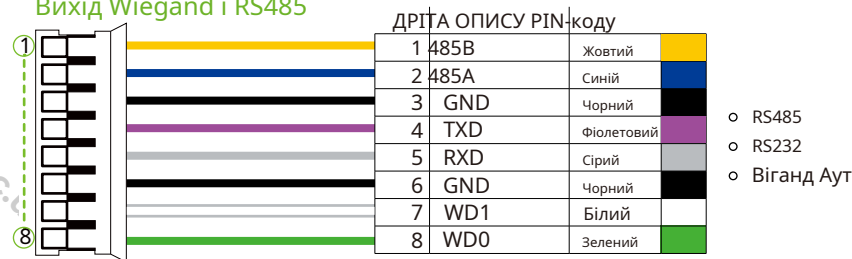 Вихід Wiegand і RS485
ДРІТА ОПИСУ PIN-коду
1 485B Жовтий
2 485A Синій
3 GND Чорний
4 TXD Фіолетовий
5 RXD Сірий
6 GND Чорний
7 WD1 Білий
8 WD0 Зелений
1
8
RS485
RS232
Віганд Аут